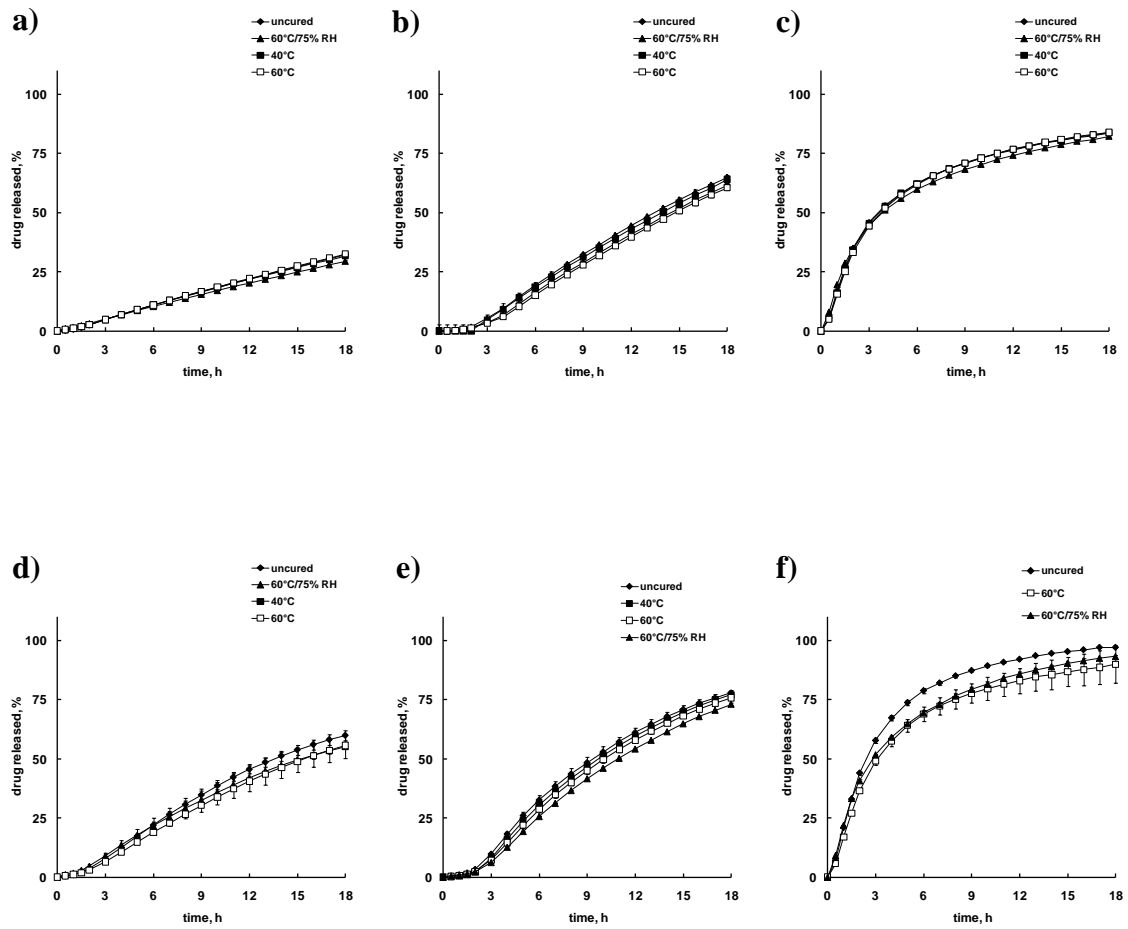 a)
uncured
60°C/75% RH
40°C
60°C
100
75
50
25
0
drug released, %
0 3 6 9 12 15 18
time, h
b)
uncured
60°C/75% RH
40°C
60°C
100
75
50
25
0
drug released, %
0 3 6 9 12 15 18
time, h
c)
uncured
60°C/75% RH
40°C
60°C
100
75
50
25
0
drug released, %
0 3 6 9 12 15 18
time, h
d)
uncured
60°C/75% RH
40°C
60°C
100
75
50
25
0
drug released, %
0 3 6 9 12 15 18
time, h
e)
uncured
40°C
60°C
60°C/75% RH
100
75
50
25
0
drug released, %
0 3 6 9 12 15 18
time, h
f)
uncured
60°C
60°C/75% RH
100
75
50
25
0
drug released, %
0 3 6 9 12 15 18
time, h